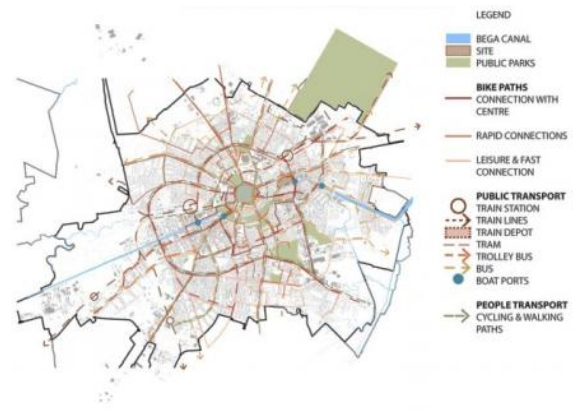 LEGEND
BEGA CANAL
SITE
PUBLIC PARKS
BIKE PATHS
CONNECTION WITH
CENTRE
RAPID CONNECTIONS
LEISURE & FAST
CONNECTION
PUBLIC TRANSPORT
TRAIN STATION
TRAIN LINES
TRAIN DEPOT
TRAM
TROLLEY BUS
BUS
BOAT PORTS
PEOPLE TRANSPORT
CYCLING & WALKING
PATHS